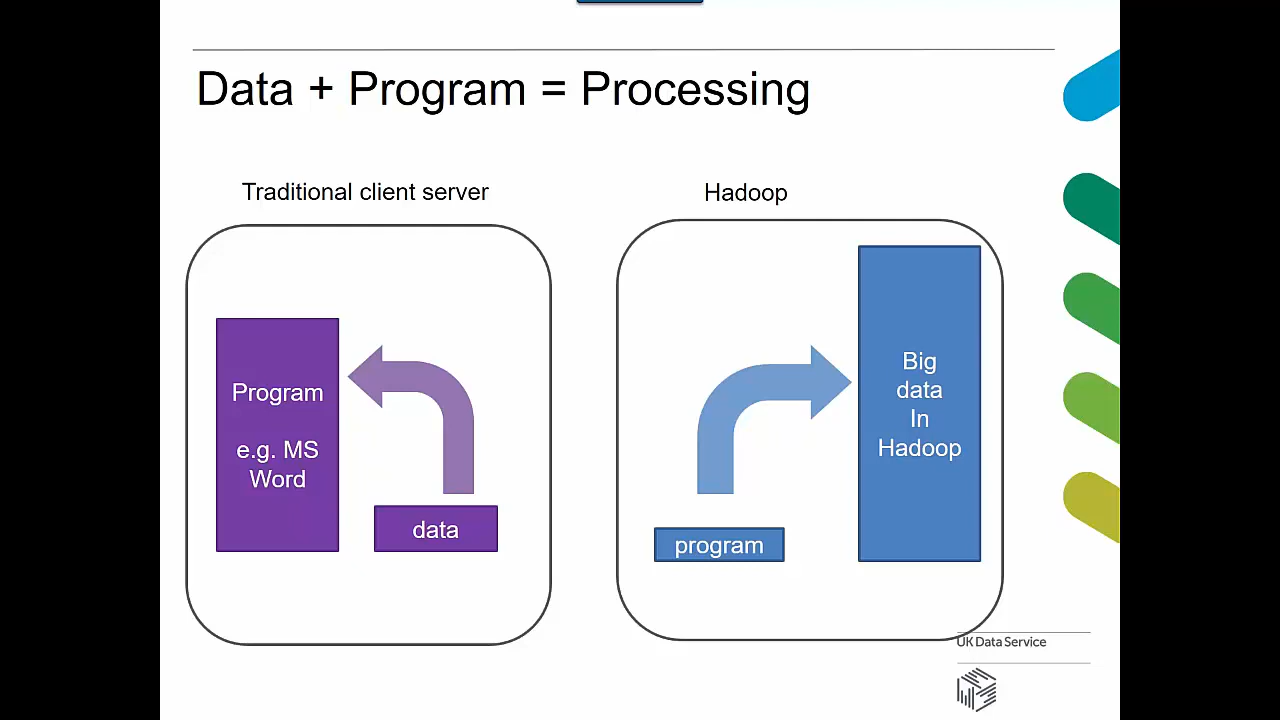 Data + Program = Processing
Traditional client server
Hadoop
Program
e.g. MS
Word
data
program
Big
data
In
Hadoop
UK Data Service